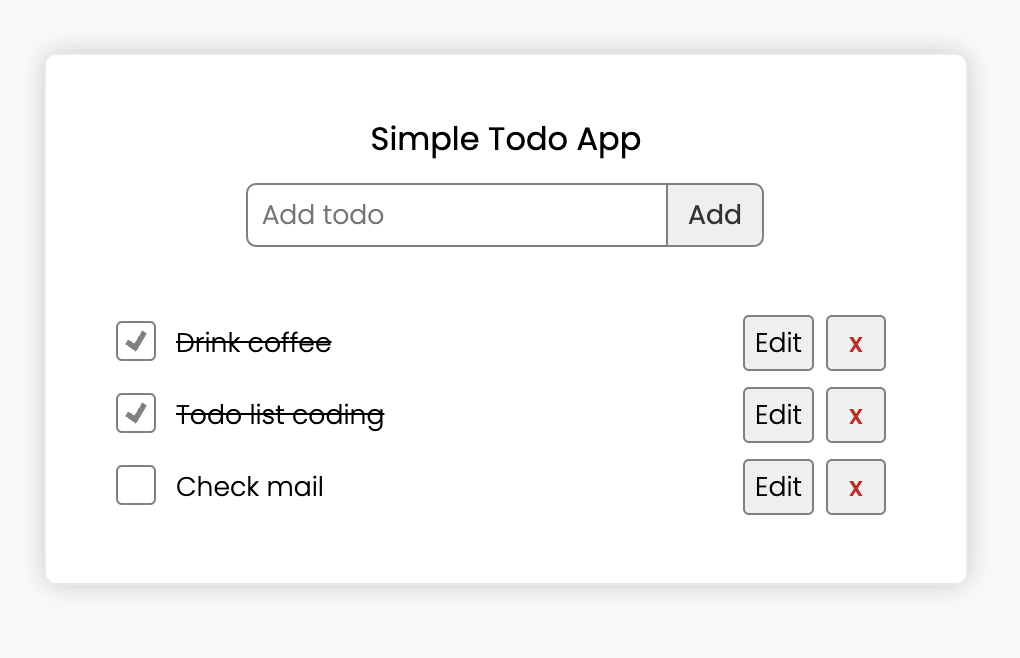 Simple Todo App
Add todo Add
Drink coffee Edit x
Todo list coding Edit x
Check mail Edit x